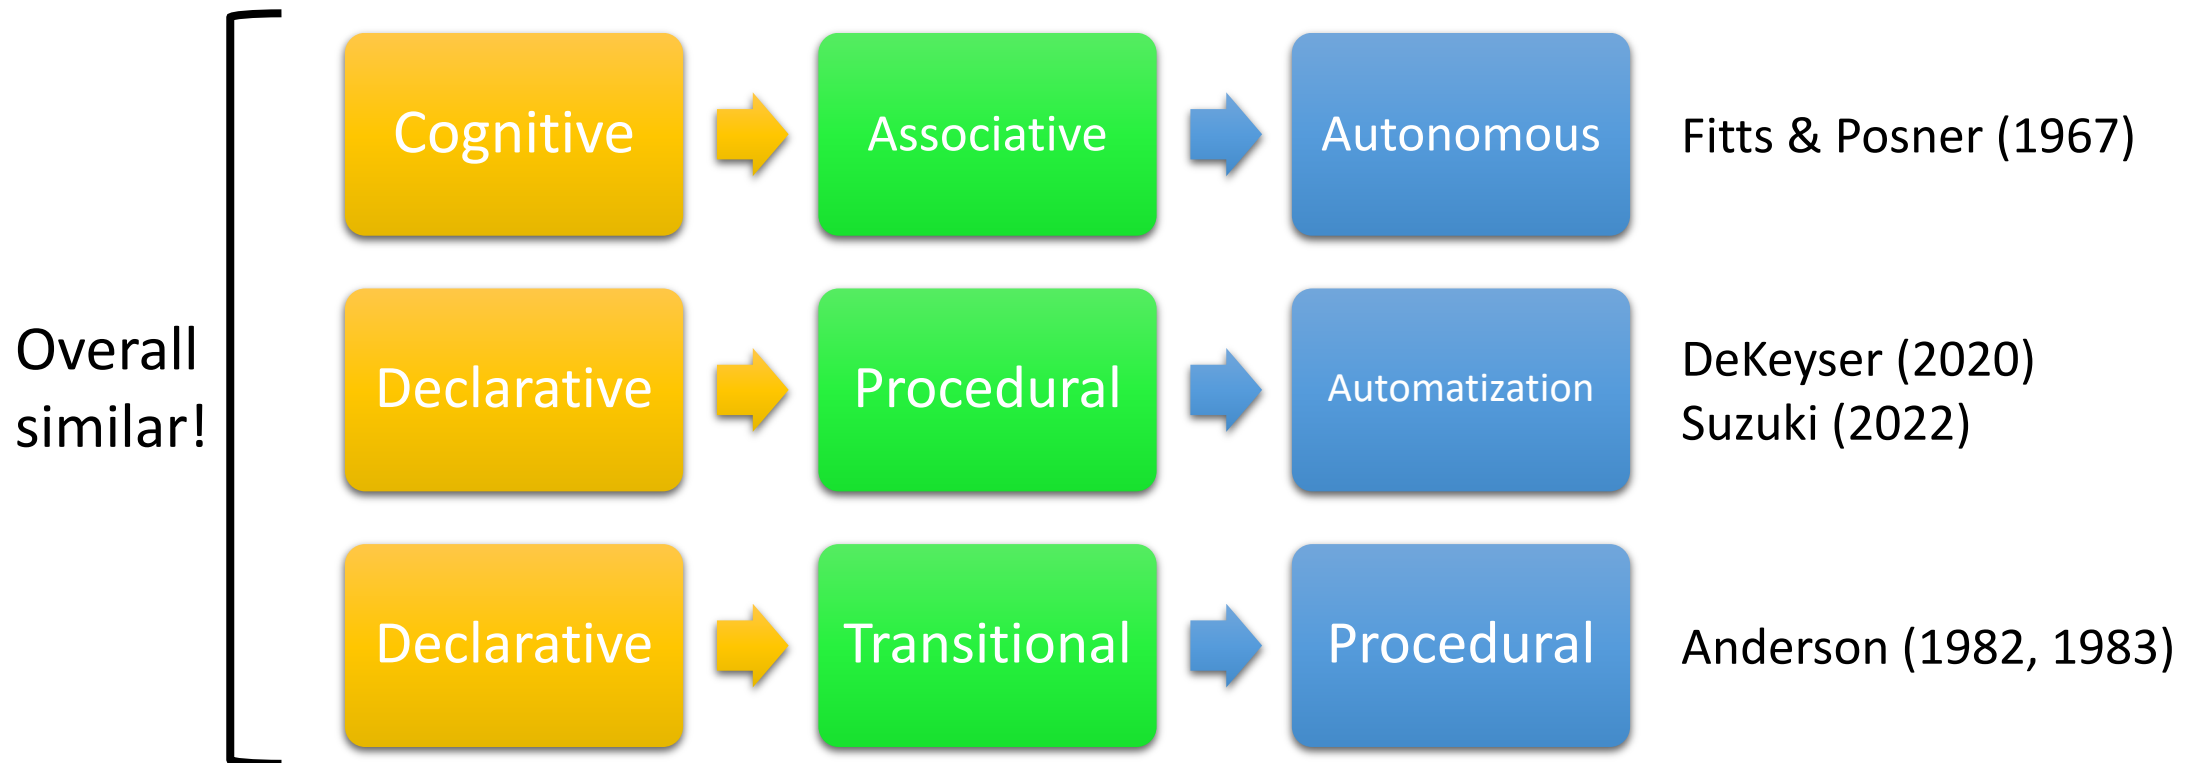 Overall
similar!
Cognitive
Associative
Autonomous
Fitts & Posner (1967)
Declarative
Procedural
Automatization
DeKeyser (2020)
Suzuki (2022)
Declarative
Transitional
Procedural
Anderson (1982, 1983)